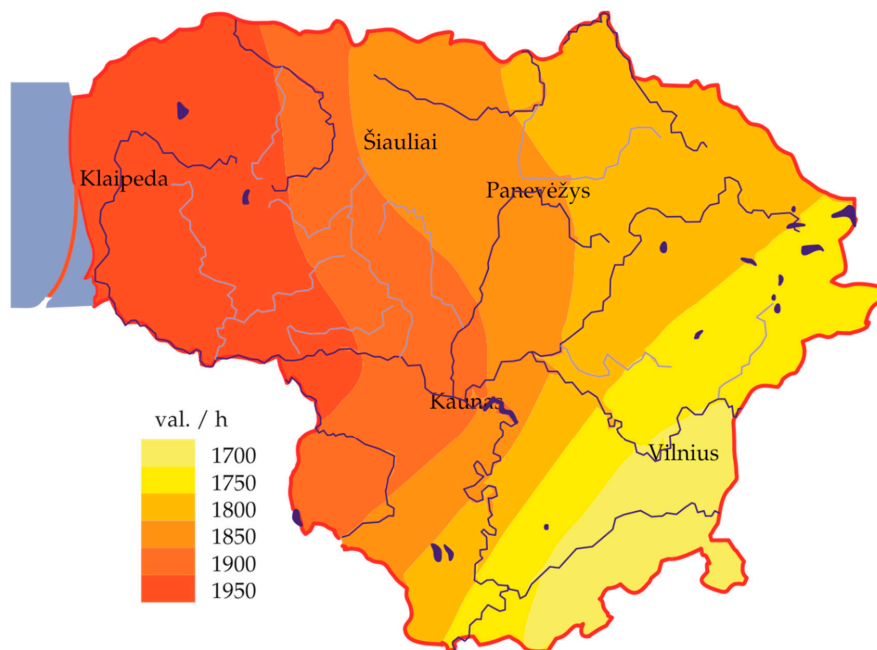 Šiauliai
Klaipeda
Panevėžys
Kaunas
val. / h
Vilnius
1700
1750
1800
1850
1900
1950